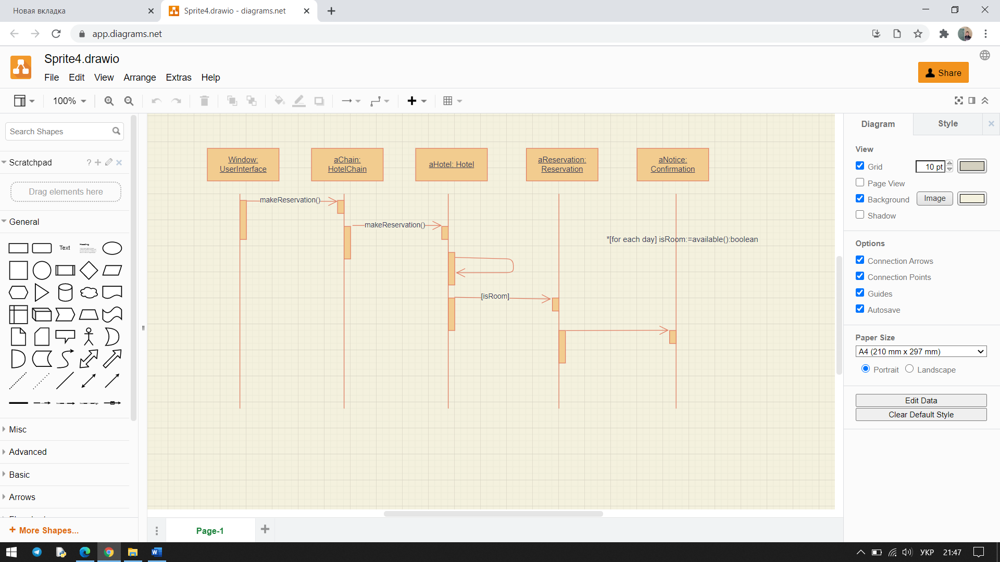 Новая вкладка
Sprite4.drawio - diagrams.net
app.diagrams.net
Sprite4.drawio
File Edit View Arrange Extras Help
Share
100%
Search Shapes
Scratchpad
?
Drag elements here
General
Text
Heading
Misc
Advanced
Basic
Arrows
More Shapes...
Window:
UserInterface
aChain:
HotelChain
aHotel: Hotel
aReservation:
Reservation
aNotice:
Confirmation
makeReservation()
makeReservation()
*[for each day] isRoom:=available():boolean
[isRoom]
Page-1
Diagram
Style
View
Grid
10 pt
Page View
Background
Image
Shadow
Options
Connection Arrows
Connection Points
Guides
Autosave
Paper Size
A4 (210 mm x 297 mm)
Portrait
Landscape
Edit Data
Clear Default Style
УКР
21:47